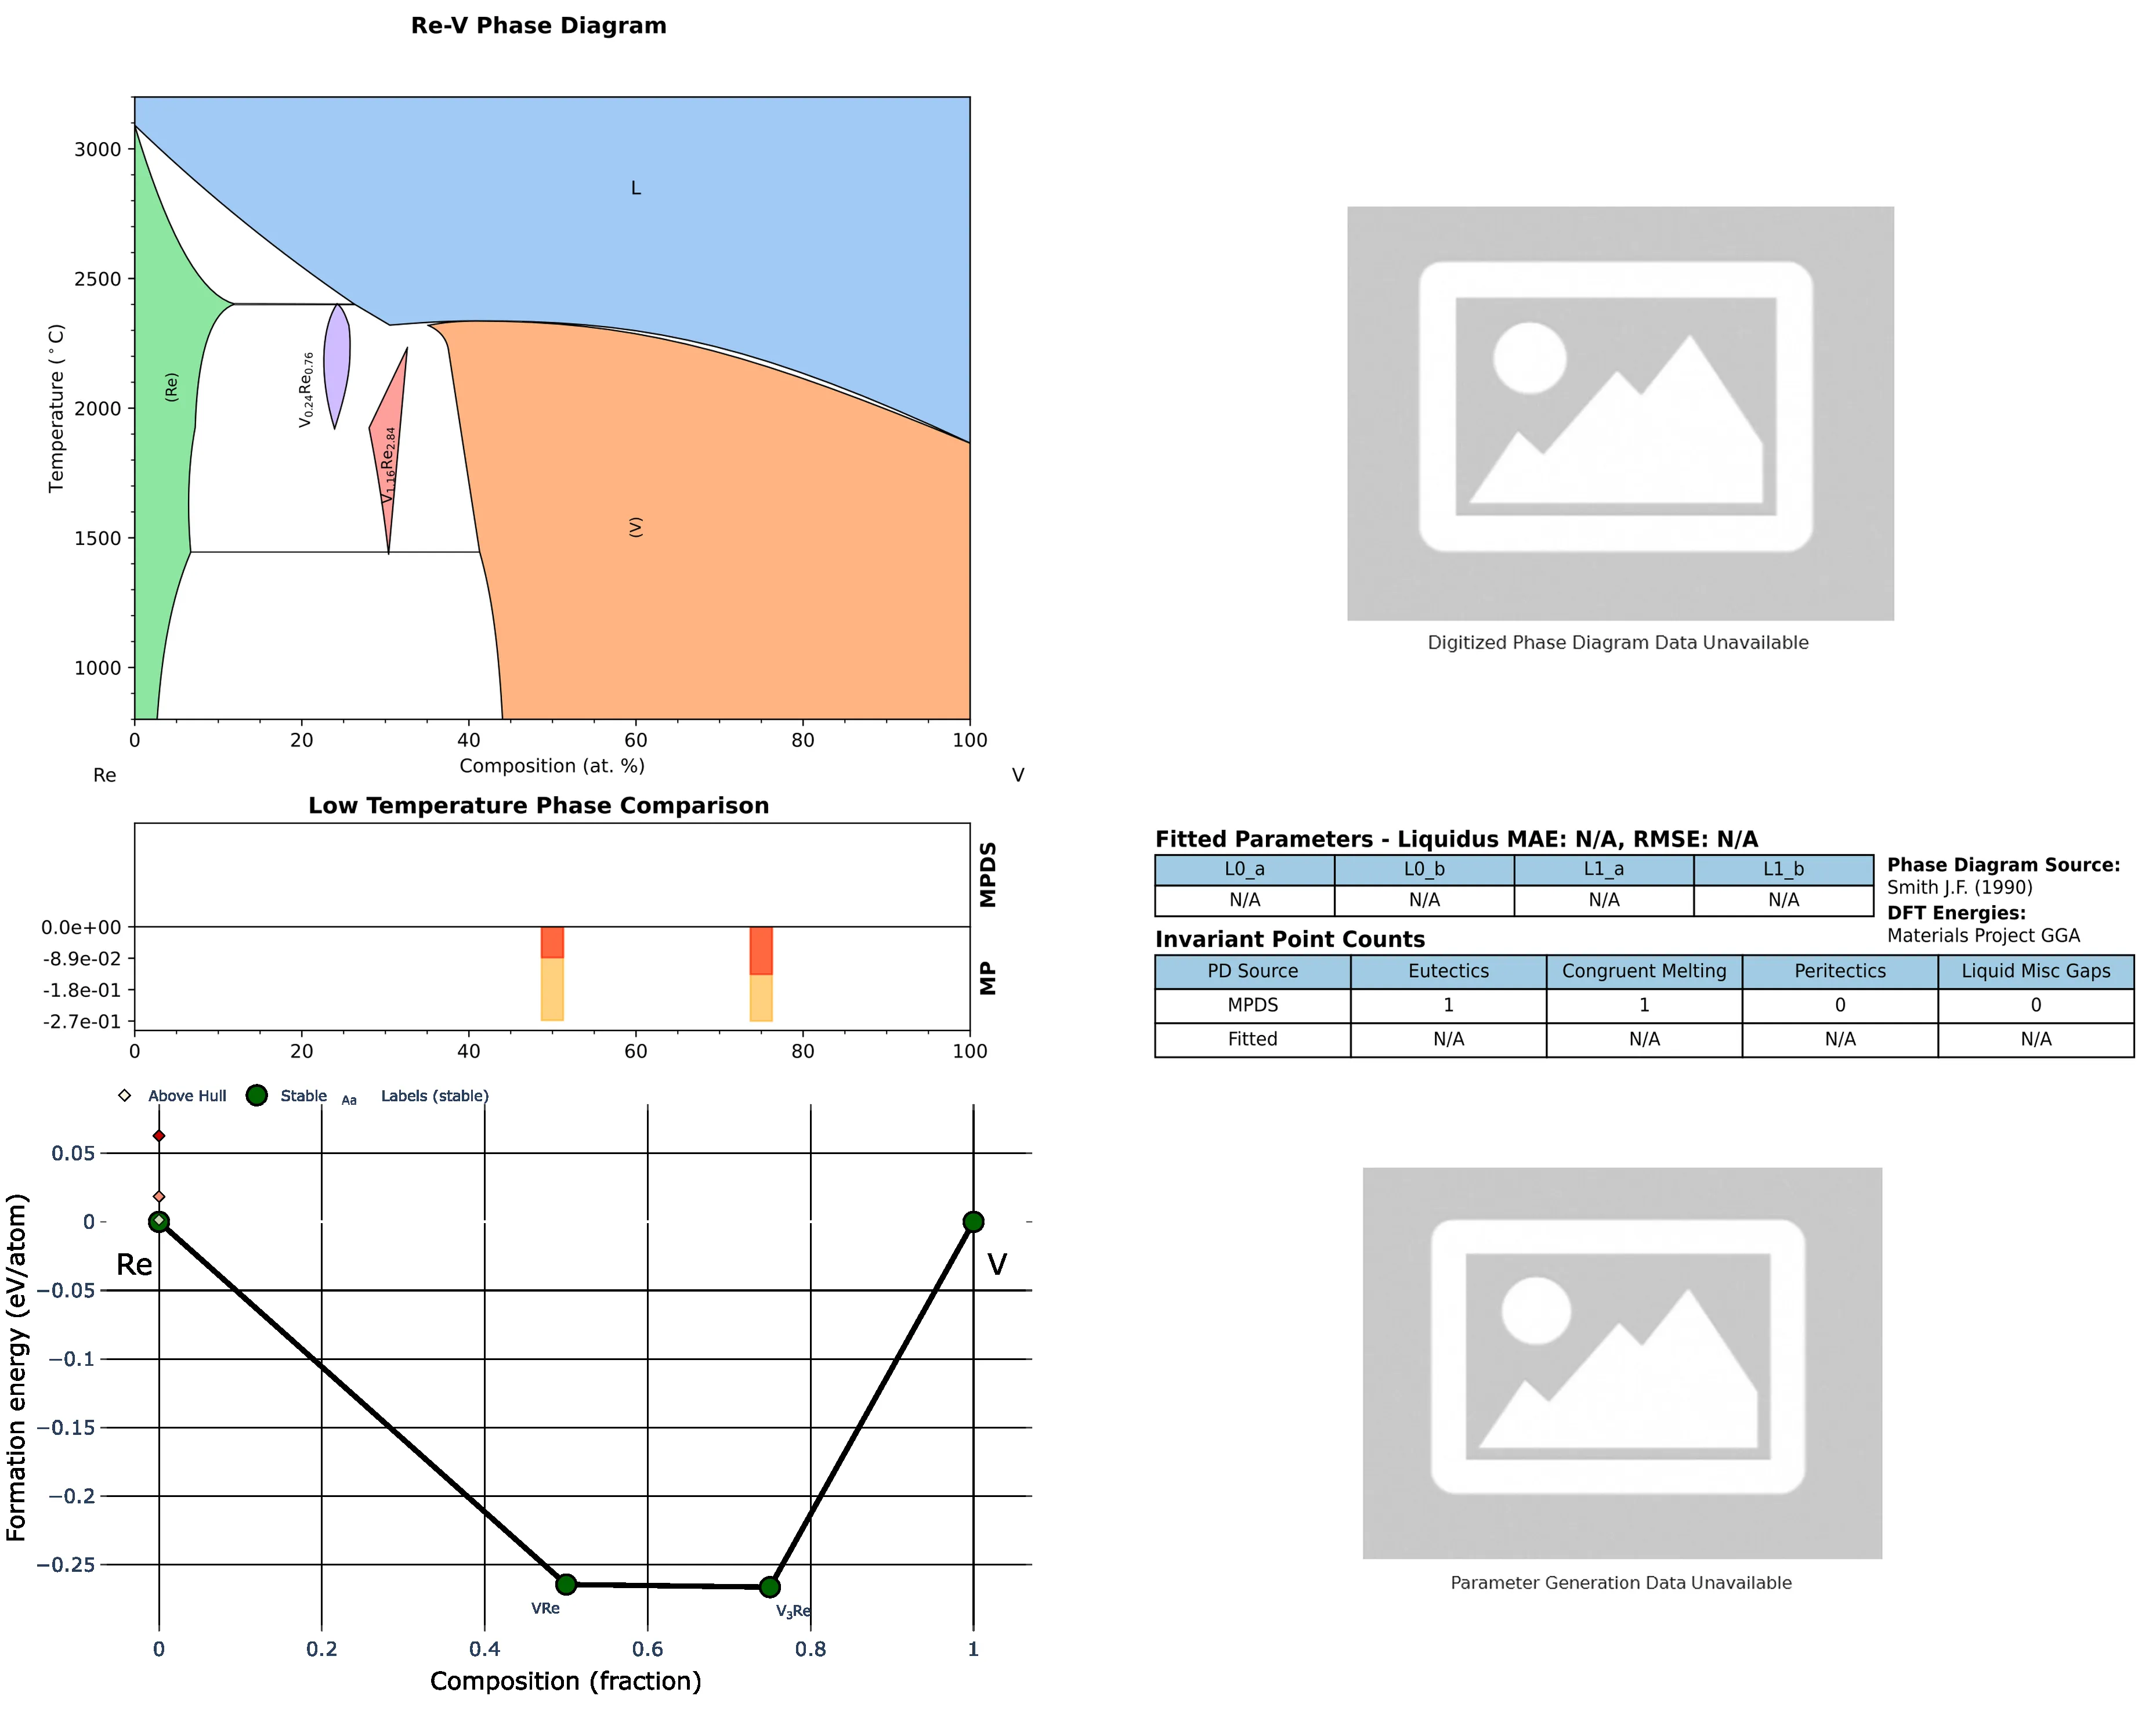 Re-V Phase Diagram
3000
2500
2000
1500
1000
Temperature (°C)
L
(Re)
V0.24Re0.76
V1.16Re2.84
(V)
0
20
40
60
80
100
Composition (at. %)
Re
V
Digitized Phase Diagram Data Unavailable
Low Temperature Phase Comparison
MPDS
MP
0.0e+00
-8.9e-02
-1.8e-01
-2.7e-01
0
20
40
60
80
100
Fitted Parameters - Liquidus MAE: N/A, RMSE: N/A
L0_a L0_b L1_a L1_b
N/A N/A N/A N/A
Phase Diagram Source:
Smith J.F. (1990)
DFT Energies:
Materials Project GGA
Invariant Point Counts
PD Source Eutectics Congruent Melting Peritectics Liquid Misc Gaps
MPDS 1 1 0 0
Fitted N/A N/A N/A N/A
Above Hull Stable Aa Labels (stable)
0.05
0
−0.05
−0.1
−0.15
−0.2
−0.25
Formation energy (eV/atom)
Re
V
VRe
V3Re
0
0.2
0.4
0.6
0.8
1
Composition (fraction)
Parameter Generation Data Unavailable